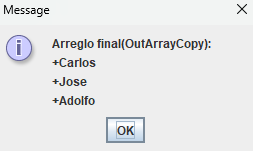 Message
Arreglo final(OutArrayCopy):
+Carlos
+Jose
+Adolfo
OK